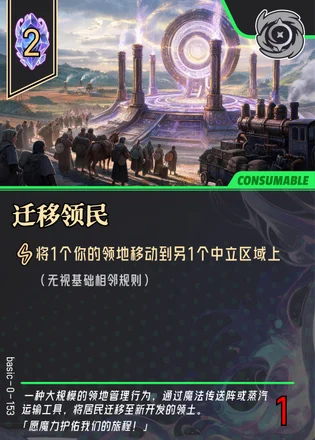 2
CONSUMABLE
迁移领民
将1个你的领地移动到另1个中立区域上
（无视基础相邻规则）
一种大规模的领地管理行为，通过魔法传送阵或蒸汽
运输工具，将居民迁移至新开发的领土。
「愿魔力护佑我们的旅程！」
1
basic-0-153